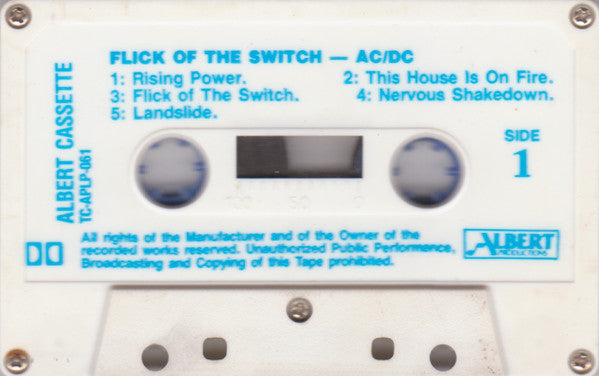 FLICK OF THE SWITCH — AC/DC
1: Rising Power. 2: This House Is On Fire.
3: Flick of The Switch. 4: Nervous Shakedown.
5: Landslide.
ALBERT CASSETTE
TC-APLP-061
SIDE
1
100 50 0
All rights of the Manufacturer and of the Owner of the
recorded works reserved. Unauthorized Public Performance,
Broadcasting and Copying of this Tape prohibited.
ALBERT
PRODUCTIONS